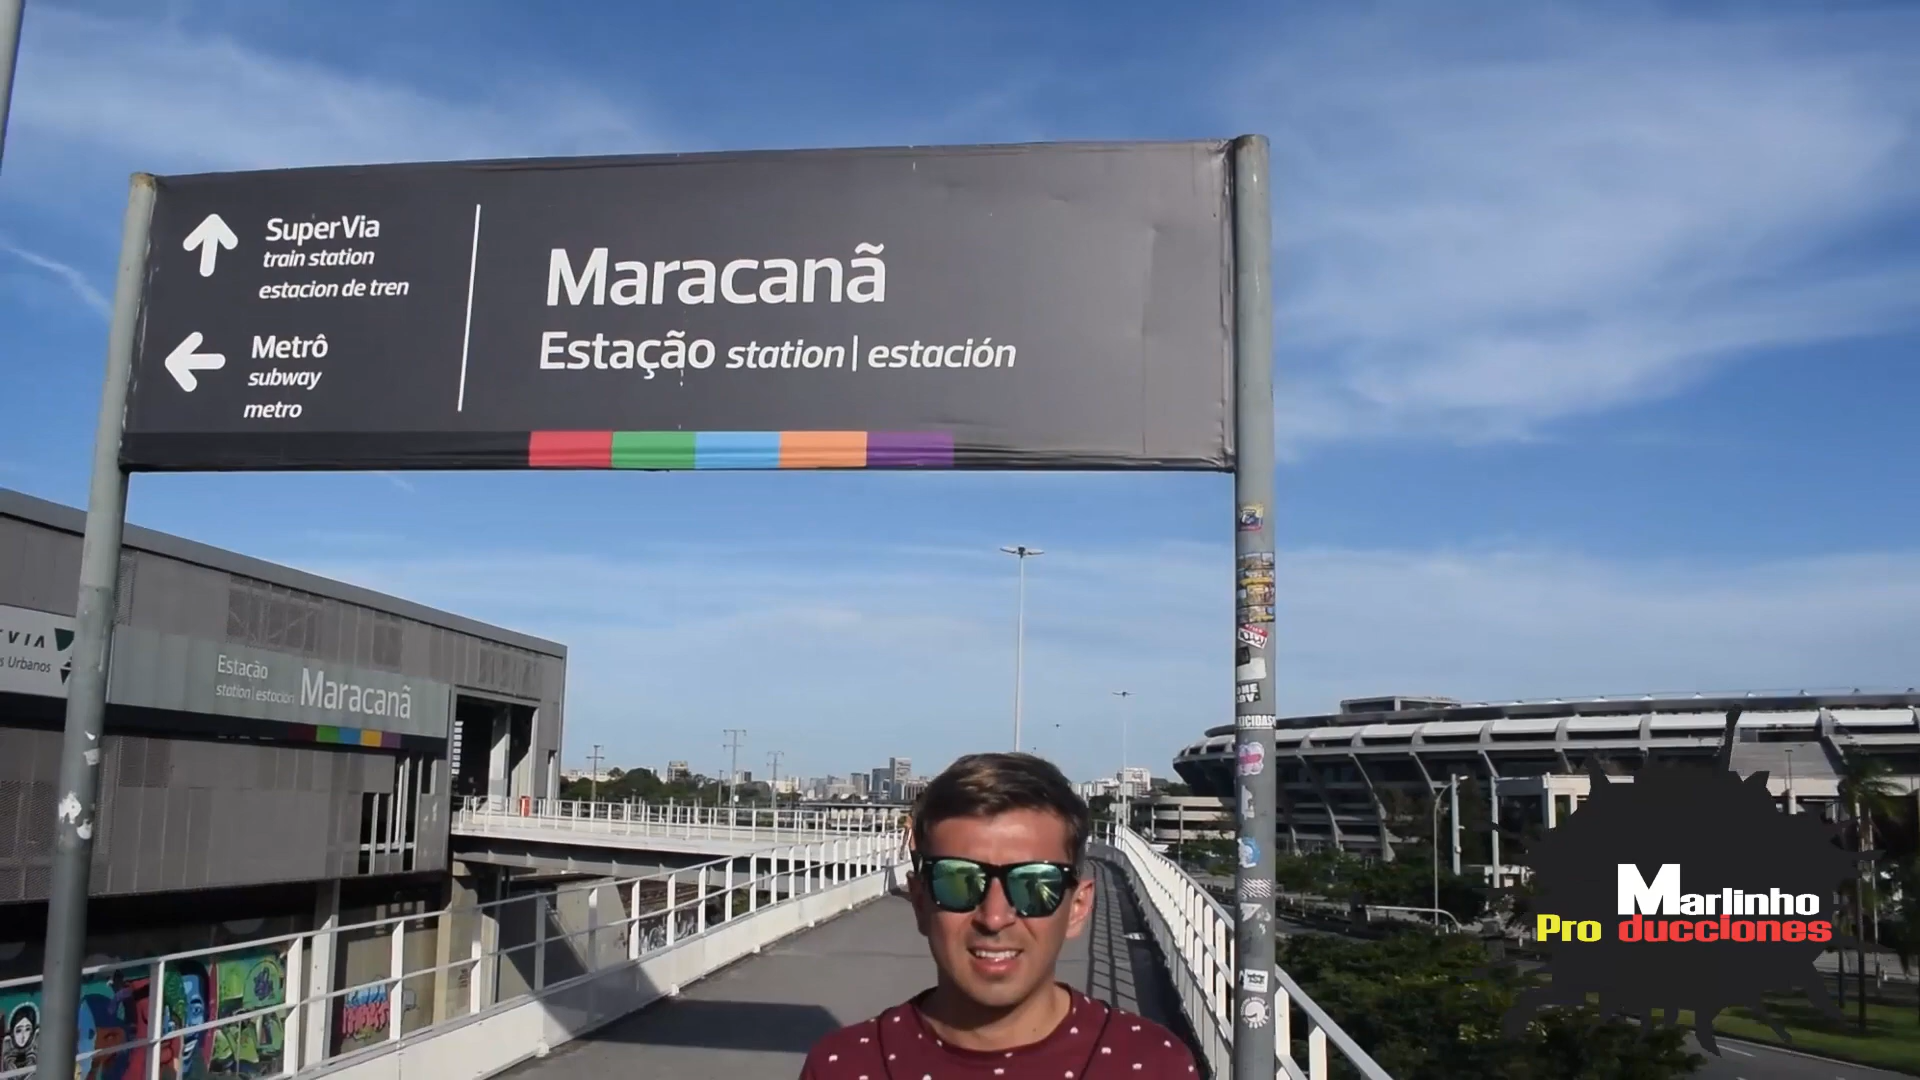 SuperVia
train station
estacion de tren
Metrô
subway
metro
Maracanã
Estação station | estación
s Urbanos
Estação
station | estación
Maracanã
Marlinho
Pro ducciones